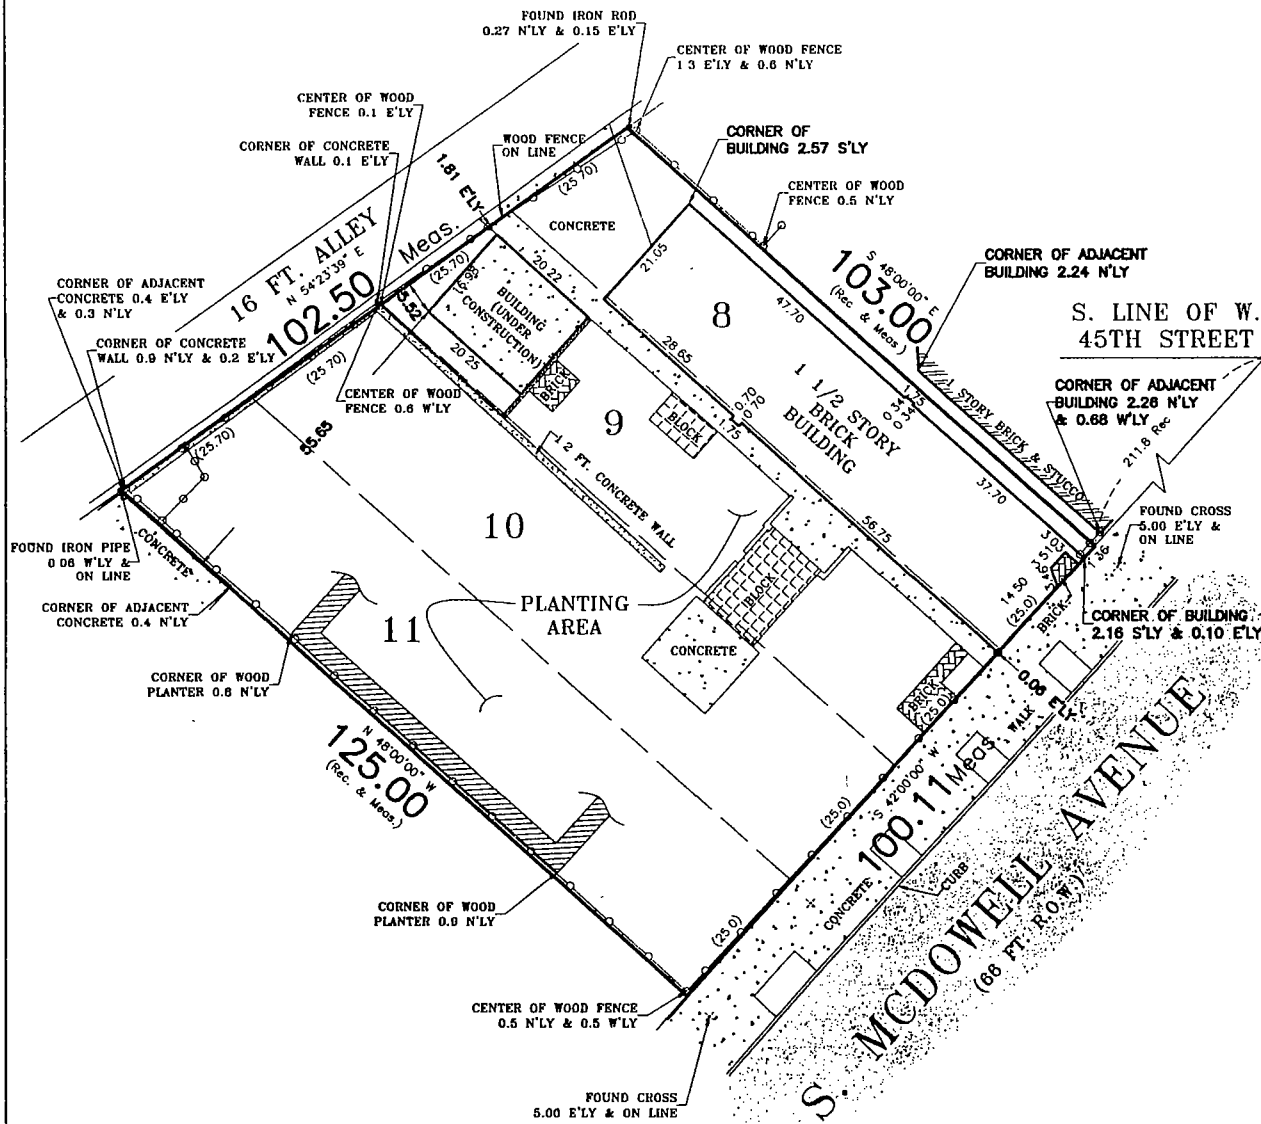 FOUND IRON ROD
0.27 N'LY & 0.15 E'LY
CENTER OF WOOD FENCE
1 3 E'LY & 0.6 N'LY
CENTER OF WOOD
FENCE 0.1 E'LY
CORNER OF CONCRETE
WALL 0.1 E'LY
WOOD FENCE
ON LINE
CORNER OF
BUILDING 2.57 S'LY
CENTER OF WOOD
FENCE 0.5 N'LY
1.81 E'LY
(25.70)
CONCRETE
16 FT. ALLEY
N 54°23'39" E
102.50 Meas.
(25.70)
CORNER OF ADJACENT
CONCRETE 0.4 E'LY
& 0.3 N'LY
CORNER OF CONCRETE
WALL 0.9 N'LY & 0.2 E'LY
(25 70)
(25.70)
CENTER OF WOOD
FENCE 0.6 W'LY
16.98
5.52
20 22
20 25
BUILDING
(UNDER
CONSTRUCTION)
BRICK
21.05
8
47.70
28.65
S 48°00'00" E
103.00
(Rec & Meas.)
CORNER OF ADJACENT
BUILDING 2.24 N'LY
S. LINE OF W.
45TH STREET
CORNER OF ADJACENT
BUILDING 2.26 N'LY
& 0.68 W'LY
211.8 Rec
1 STORY BRICK & STUCCO
1 1/2 STORY
BRICK
BUILDING
0.70
0 70
1.75
1.75
0 34
0 34
37.70
9
BLOCK
1 2 FT. CONCRETE WALL
55.65
10
56.75
FOUND CROSS
5.00 E'LY &
ON LINE
3.03
3.51
1 36
14 50
(25.0)
BRICK
CORNER OF BUILDING
2.16 S'LY & 0.10 E'LY
FOUND IRON PIPE
0 06 W'LY &
ON LINE
CONCRETE
CORNER OF ADJACENT
CONCRETE 0.4 N'LY
11
PLANTING
AREA
BLOCK
CONCRETE
BRICK
(25.0)
0.06 E'LY
WALK
CORNER OF WOOD
PLANTER 0.6 N'LY
N 48°00'00" W
125.00
(Rec. & Meas.)
S 42°00'00" W
100.11 Meas
(25.0)
CONCRETE
CURB
CORNER OF WOOD
PLANTER 0.9 N'LY
(25 0)
CENTER OF WOOD FENCE
0.5 N'LY & 0.5 W'LY
S. MCDOWELL AVENUE
(66 FT. R.O.W.)
FOUND CROSS
5.00 E'LY & ON LINE